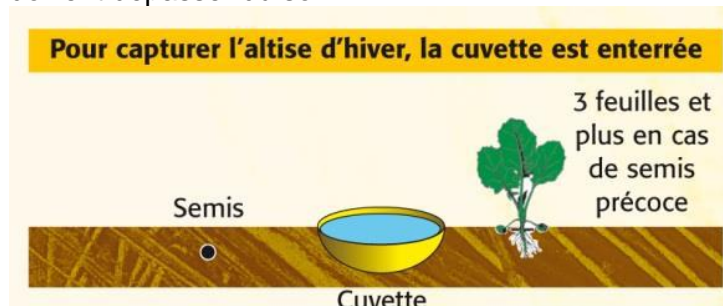 Pour capturer l'altise d'hiver, la cuvette est enterrée
3 feuilles et
plus en cas
de semis
précoce
Semis
Cuvette